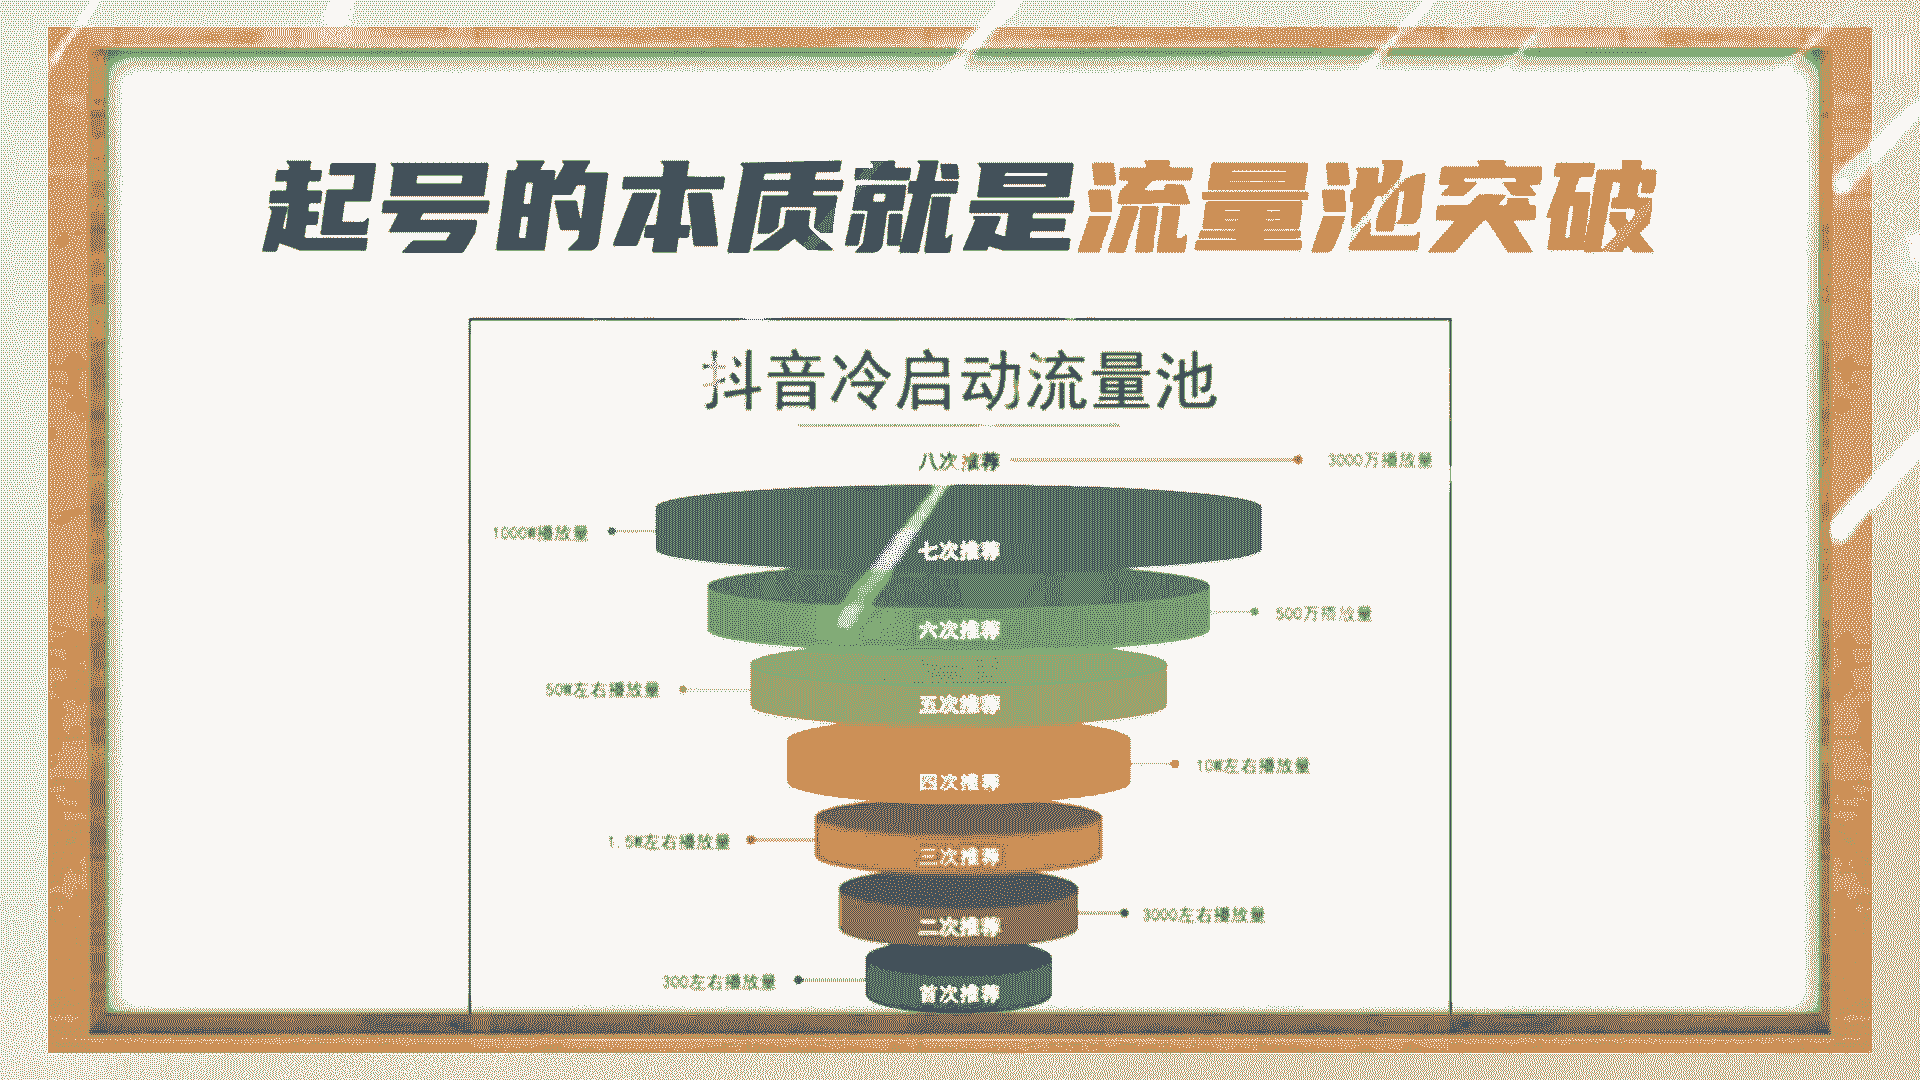 起号的本质就是流量池突破
抖音冷启动流量池
八次推荐
3000万播放量
1000W播放量
七次推荐
六次推荐
500万播放量
50W左右播放量
五次推荐
四次推荐
10W左右播放量
1.5W左右播放量
三次推荐
二次推荐
3000左右播放量
300左右播放量
首次推荐